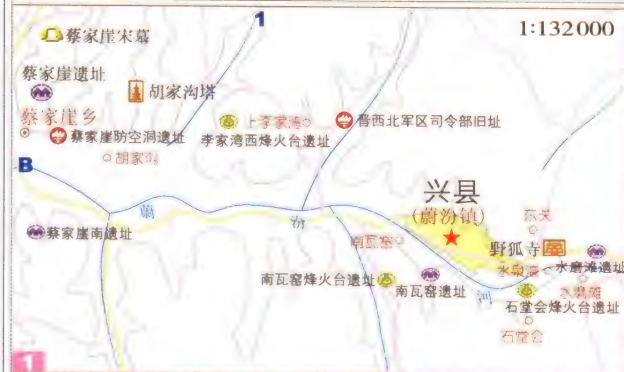 1
1:132000
蔡家崖宋墓
蔡家崖遗址
胡家沟塔
蔡家崖乡
蔡家崖防空洞遗址
上李家湾
李家湾西烽火台遗址
晋西北军区司令部旧址
胡家沟
B
兴县
(蔚汾镇)
蔚
汾
河
东关
蔡家崖南遗址
南瓦窑
野狐寺
水泉湾
水磨滩遗址
南瓦窑烽火台遗址
南瓦窑遗址
水磨滩
石堂会烽火台遗址
石堂会
1